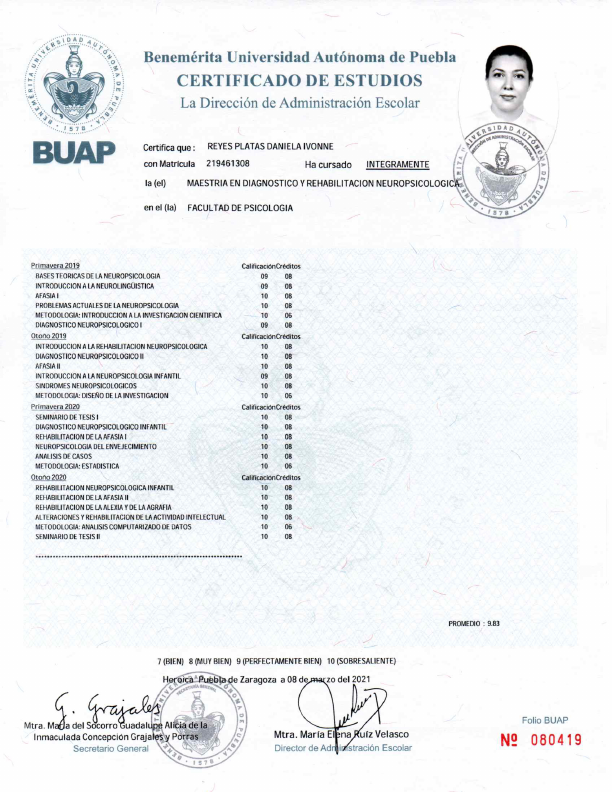 BENEMÉRITA UNIVERSIDAD AUTÓNOMA DE PUEBLA
1578
BUAP
Benemérita Universidad Autónoma de Puebla
CERTIFICADO DE ESTUDIOS
La Dirección de Administración Escolar
Certifica que : REYES PLATAS DANIELA IVONNE
con Matricula 219461308 Ha cursado INTEGRAMENTE
la (el) MAESTRIA EN DIAGNOSTICO Y REHABILITACION NEUROPSICOLOGICA
en el (la) FACULTAD DE PSICOLOGIA
Primavera 2019 Calificación Créditos
BASES TEORICAS DE LA NEUROPSICOLOGIA 09 08
INTRODUCCION A LA NEUROLINGÜISTICA 09 08
AFASIA I 10 08
PROBLEMAS ACTUALES DE LA NEUROPSICOLOGIA 10 08
METODOLOGIA: INTRODUCCION A LA INVESTIGACION CIENTIFICA 10 06
DIAGNOSTICO NEUROPSICOLOGICO I 09 08
Otoño 2019 Calificación Créditos
INTRODUCCION A LA REHABILITACION NEUROPSICOLOGICA 10 08
DIAGNOSTICO NEUROPSICOLOGICO II 10 08
AFASIA II 10 08
INTRODUCCION A LA NEUROPSICOLOGIA INFANTIL 09 08
SINDROMES NEUROPSICOLOGICOS 10 08
METODOLOGIA: DISEÑO DE LA INVESTIGACION 10 06
Primavera 2020 Calificación Créditos
SEMINARIO DE TESIS I 10 08
DIAGNOSTICO NEUROPSICOLOGICO INFANTIL 10 08
REHABILITACION DE LA AFASIA I 10 08
NEUROPSICOLOGIA DEL ENVEJECIMIENTO 10 08
ANALISIS DE CASOS 10 08
METODOLOGIA: ESTADISTICA 10 06
Otoño 2020 Calificación Créditos
REHABILITACION NEUROPSICOLOGICA INFANTIL 10 08
REHABILITACION DE LA AFASIA II 10 08
REHABILITACION DE LA ALEXIA Y DE LA AGRAFIA 10 08
ALTERACIONES Y REHABILITACION DE LA ACTIVIDAD INTELECTUAL 10 08
METODOLOGIA: ANALISIS COMPUTARIZADO DE DATOS 10 06
SEMINARIO DE TESIS II 10 08
PROMEDIO : 9.83
7 (BIEN) 8 (MUY BIEN) 9 (PERFECTAMENTE BIEN) 10 (SOBRESALIENTE)
Heroica Puebla de Zaragoza a 08 de marzo del 2021
G. Grajales
Mtra. María del Socorro Guadalupe Alicia de la
Inmaculada Concepción Grajales y Porras
Secretario General
Mtra. María Elena Ruíz Velasco
Director de Administración Escolar
Folio BUAP
Nº 080419